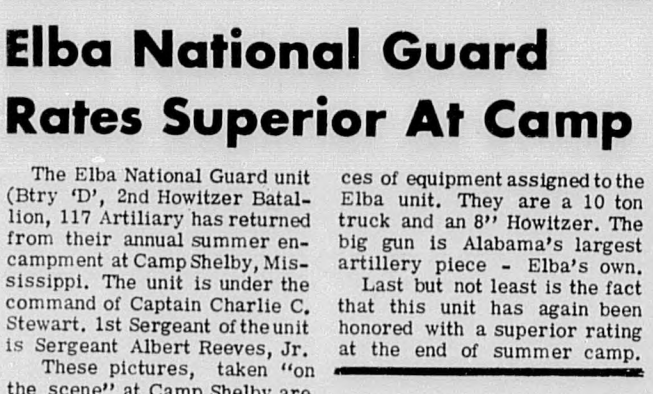 Elba National Guard
Rates Superior At Camp
The Elba National Guard unit
(Btry 'D', 2nd Howitzer Batal-
lion, 117 Artiliary has returned
from their annual summer en-
campment at Camp Shelby, Mis-
sissippi. The unit is under the
command of Captain Charlie C.
Stewart. 1st Sergeant of the unit
is Sergeant Albert Reeves, Jr.
These pictures, taken "on
the scene" at Camp Shelby are
ces of equipment assigned to the
Elba unit. They are a 10 ton
truck and an 8" Howitzer. The
big gun is Alabama's largest
artillery piece - Elba's own.
Last but not least is the fact
that this unit has again been
honored with a superior rating
at the end of summer camp.